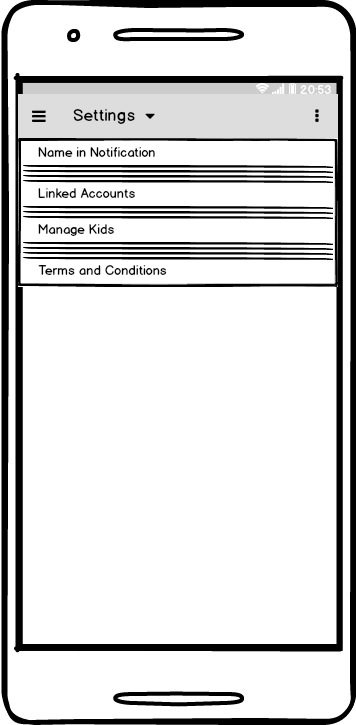 20:53
Settings
Name in Notification
Linked Accounts
Manage Kids
Terms and Conditions